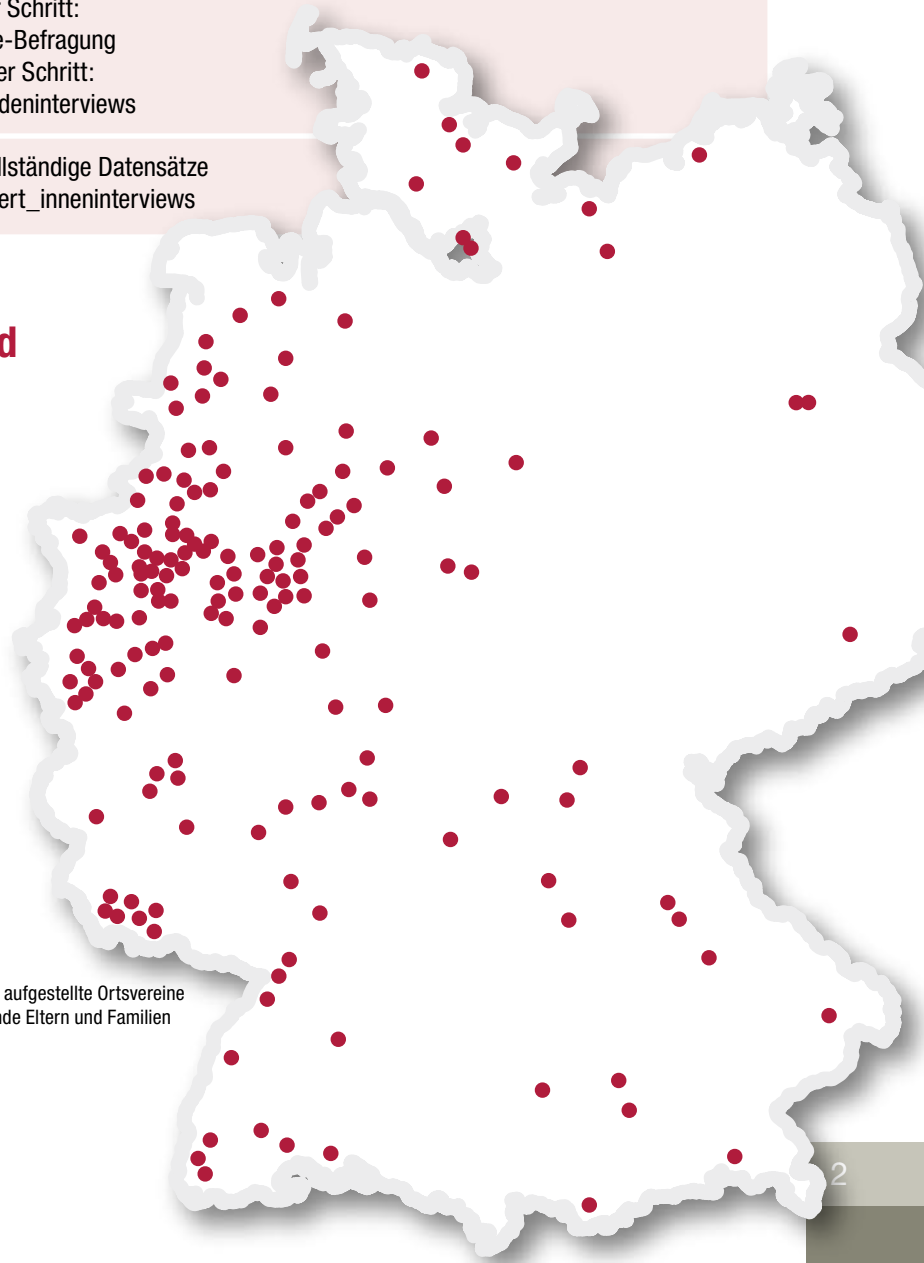 Schritt:
e-Befragung
er Schritt:
deninterviews
llständige Datensätze
ert_inneninterviews
d
aufgestellte Ortsvereine
nde Eltern und Familien
2